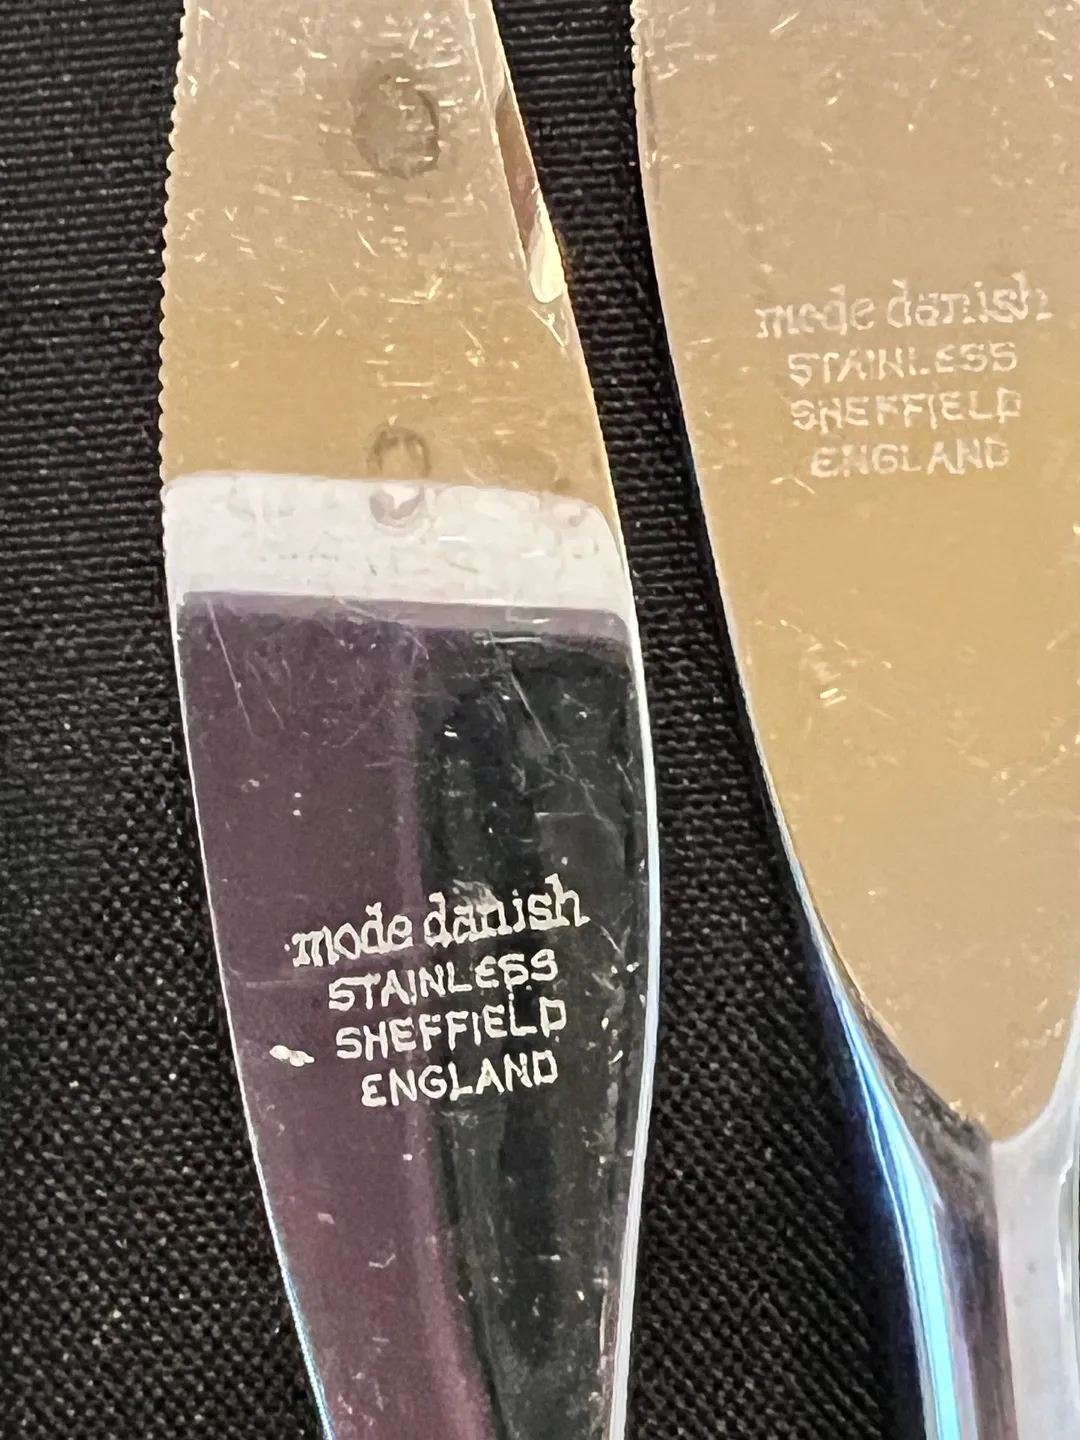 mode danish
STAINLESS
SHEFFIELD
ENGLAND
mode danish
STAINLESS
SHEFFIELD
ENGLAND